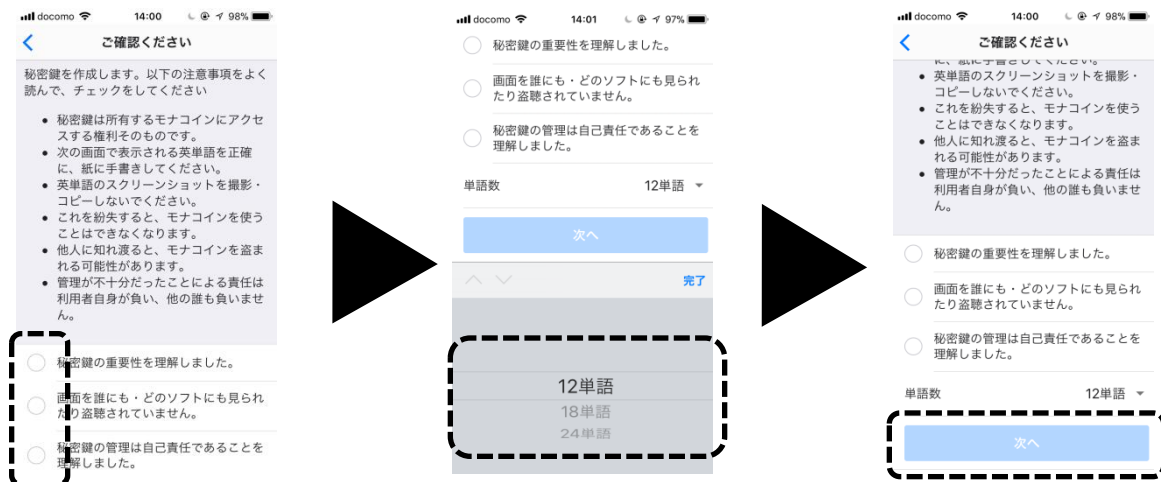 docomo 14:00 98%
ご確認ください
秘密鍵を作成します。以下の注意事項をよく
読んで、チェックをしてください
• 秘密鍵は所有するモナコインにアクセ
スする権利そのものです。
• 次の画面で表示される英単語を正確
に、紙に手書きしてください。
• 英単語のスクリーンショットを撮影・
コピーしないでください。
• これを紛失すると、モナコインを使う
ことはできなくなります。
• 他人に知れ渡ると、モナコインを盗ま
れる可能性があります。
• 管理が不十分だったことによる責任は
利用者自身が負い、他の誰も負いませ
ん。
秘密鍵の重要性を理解しました。
画面を誰にも・どのソフトにも見られ
たり盗聴されていません。
秘密鍵の管理は自己責任であることを
理解しました。
docomo 14:01 97%
秘密鍵の重要性を理解しました。
画面を誰にも・どのソフトにも見られ
たり盗聴されていません。
秘密鍵の管理は自己責任であることを
理解しました。
単語数 12単語
次へ
完了
12単語
18単語
24単語
docomo 14:00 98%
ご確認ください
に、紙に手書きしてください。
• 英単語のスクリーンショットを撮影・
コピーしないでください。
• これを紛失すると、モナコインを使う
ことはできなくなります。
• 他人に知れ渡ると、モナコインを盗ま
れる可能性があります。
• 管理が不十分だったことによる責任は
利用者自身が負い、他の誰も負いませ
ん。
秘密鍵の重要性を理解しました。
画面を誰にも・どのソフトにも見られ
たり盗聴されていません。
秘密鍵の管理は自己責任であることを
理解しました。
単語数 12単語
次へ